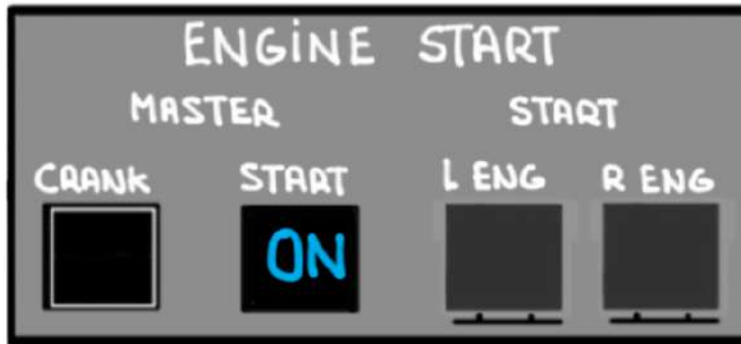 ENGINE START
MASTER START
CRANK START L ENG R ENG
ON